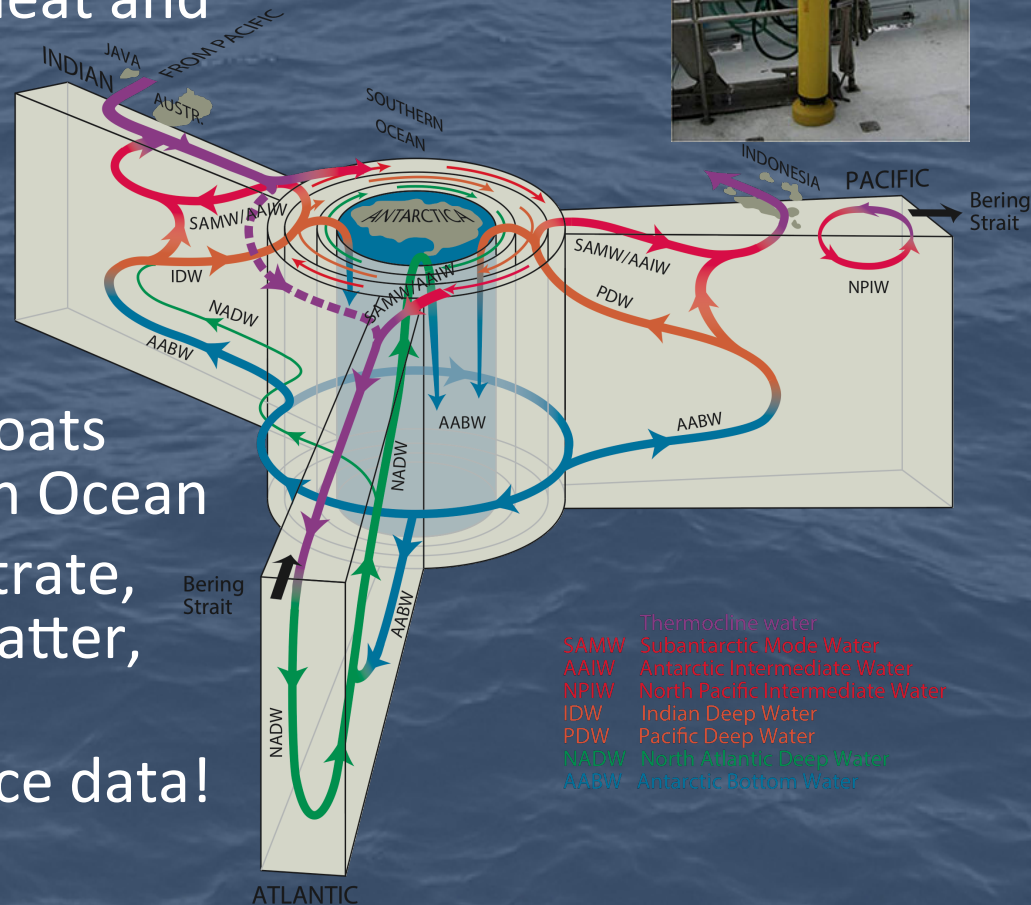 eat and
JAVA
FROM PACIFIC
INDIAN
AUSTR.
SOUTHERN
OCEAN
INDONESIA
PACIFIC
Bering
Strait
ANTARCTICA
SAMW/AAIW
SAMW/AAIW
NPIW
IDW
SAMW/AAIW
PDW
NADW
AABW
oats
AABW
AABW
NADW
n Ocean
trate,
Bering
Strait
atter,
AABW
Thermocline water
SAMW Subantarctic Mode Water
AAIW Antarctic Intermediate Water
NPIW North Pacific Intermediate Water
IDW Indian Deep Water
PDW Pacific Deep Water
NADW North Atlantic Deep Water
AABW Antarctic Bottom Water
NADW
ce data!
ATLANTIC